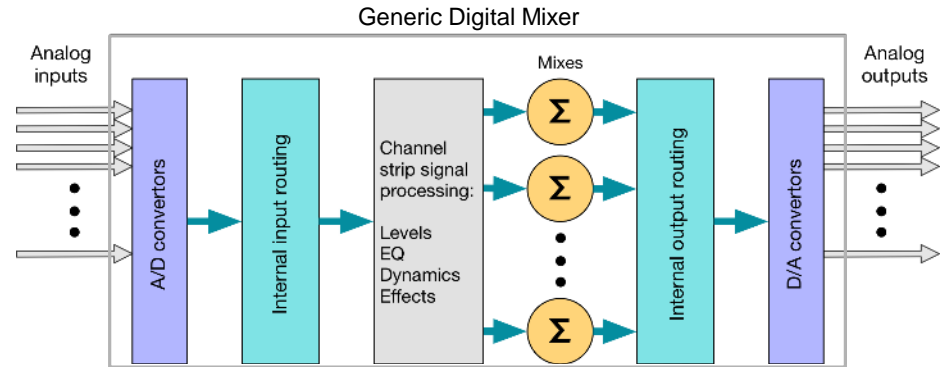 Generic Digital Mixer
Analog
inputs
A/D convertors
Internal input routing
Channel
strip signal
processing:
Levels
EQ
Dynamics
Effects
Mixes
Σ
Σ
Σ
Internal output routing
D/A convertors
Analog
outputs